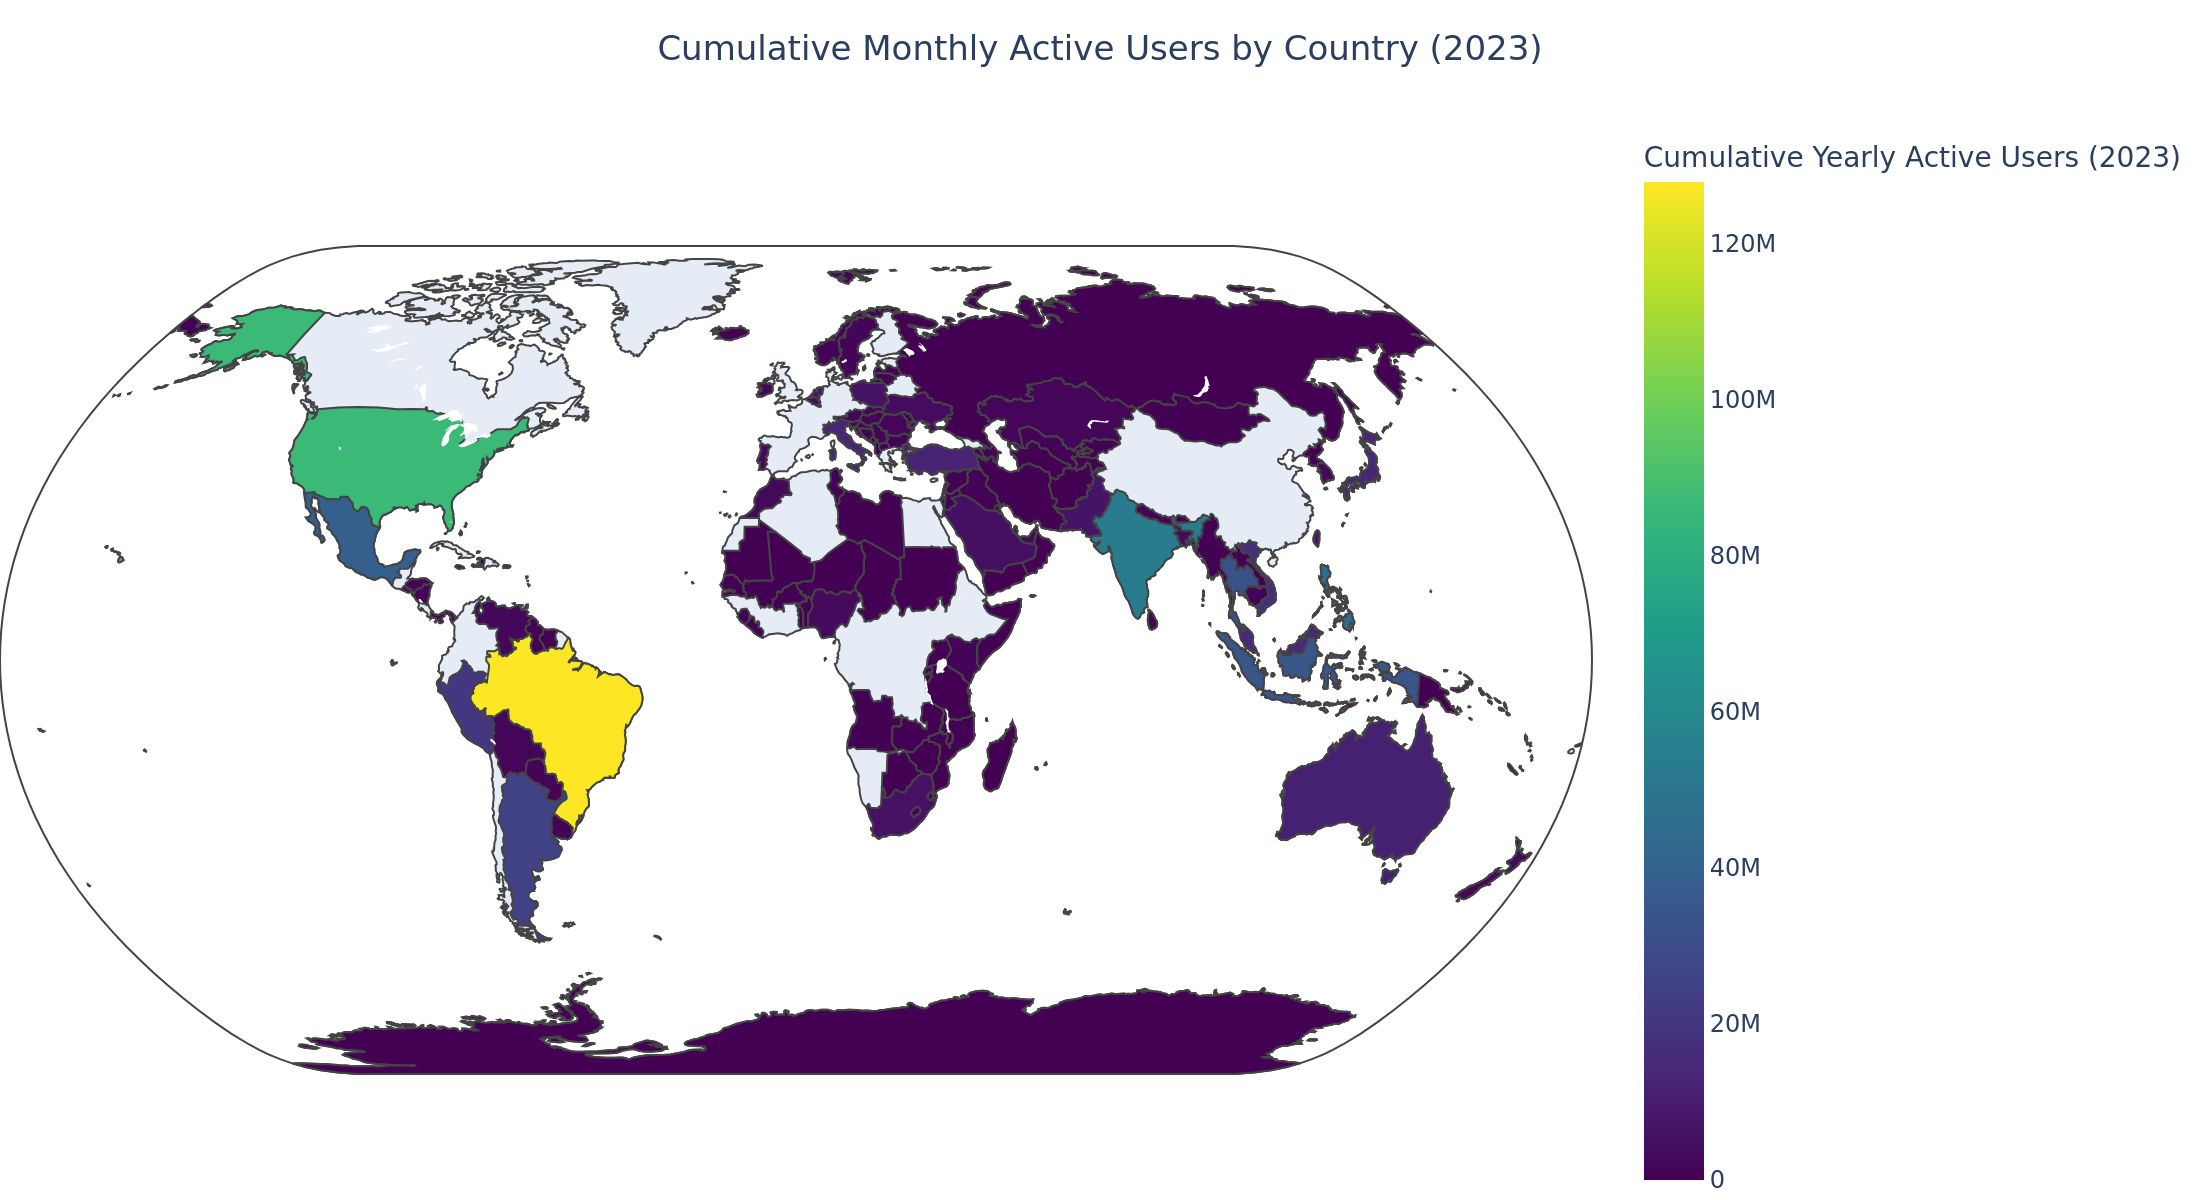 Cumulative Monthly Active Users by Country (2023)
Cumulative Yearly Active Users (2023)
120M
100M
80M
60M
40M
20M
0